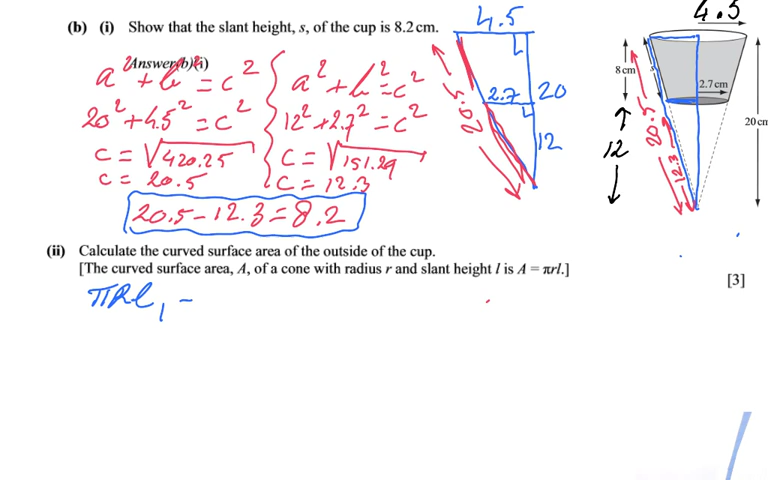 (b) (i) Show that the slant height, s, of the cup is 8.2 cm.
Answer(b)(i)
a² + b² = c²
20² + 4.5² = c²
c = √420.25
c = 20.5
a² + b² = c²
12² + 2.7² = c²
c = √151.29
c = 12.3
20.5 - 12.3 = 8.2
4.5
2.7
20
20.5
12
4.5
8 cm
s
2.7 cm
20 cm
20.5
12
12.3
(ii) Calculate the curved surface area of the outside of the cup.
[The curved surface area, A, of a cone with radius r and slant height l is A = πrl.]
[3]
πRl, -